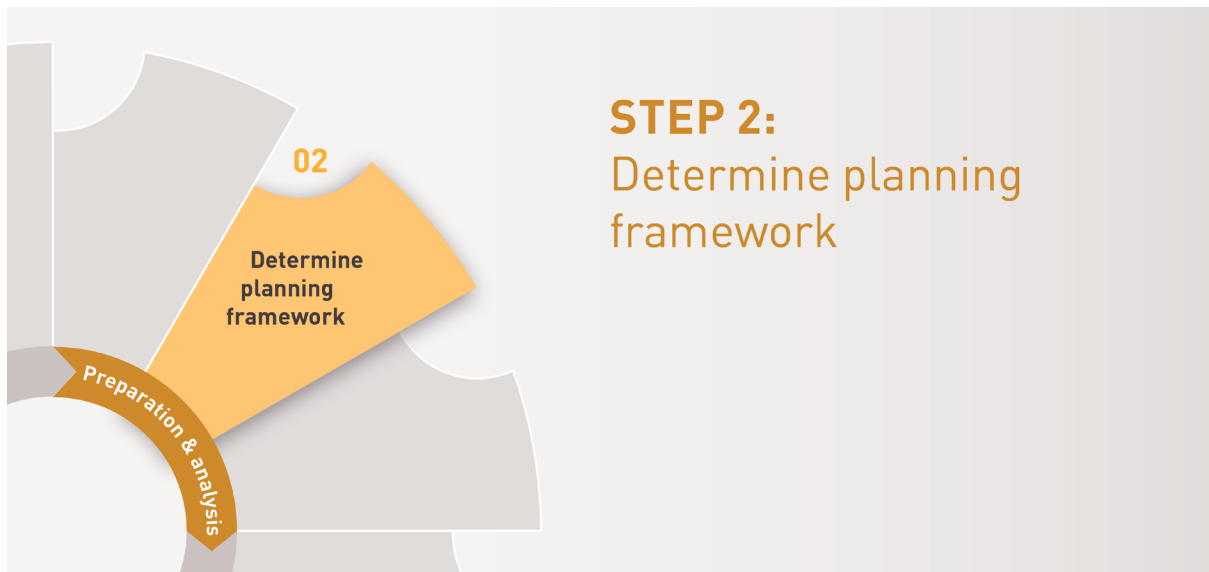 02
Determine
planning
framework
Preparation & analysis
STEP 2:
Determine planning
framework